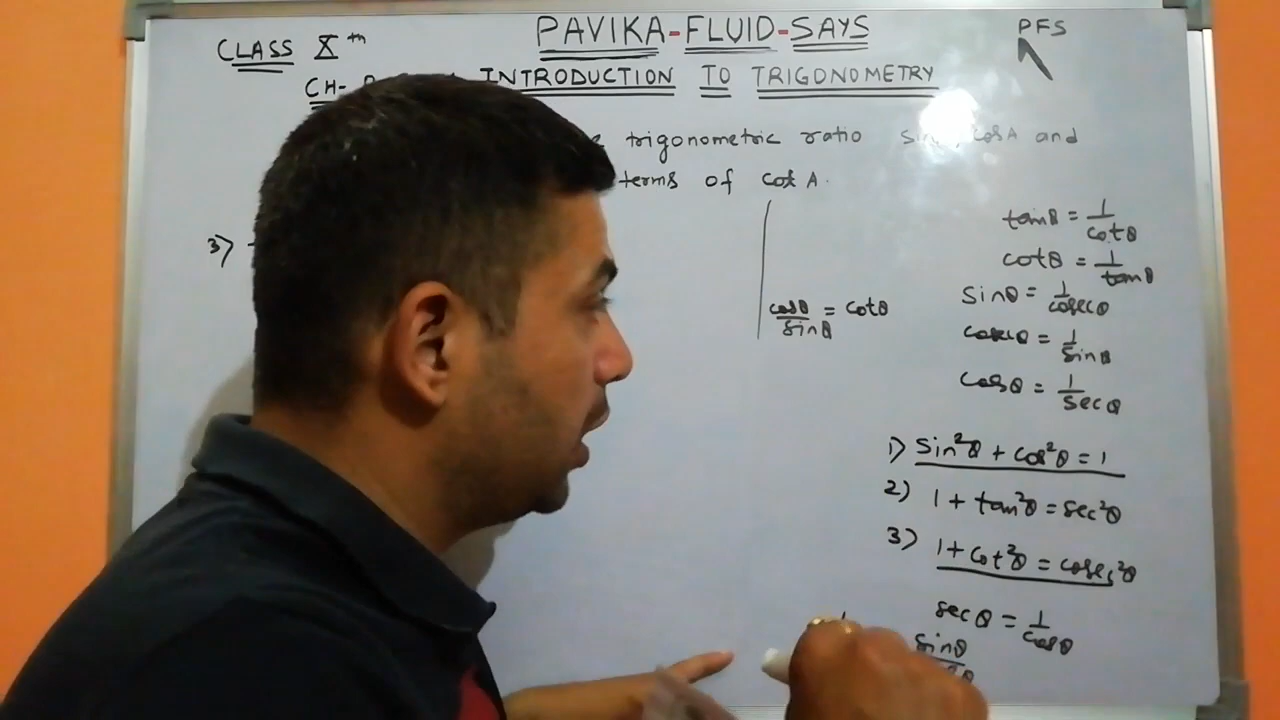 PAVIKA-FLUID-SAYS
PFS
CLASS Xth
CH-
INTRODUCTION TO TRIGONOMETRY
trigonometric ratio cosA and
terms of cot A.
3)
cosθ/sinθ = cotθ
tanθ = 1/cotθ
cotθ = 1/tanθ
sinθ = 1/cosecθ
cosecθ = 1/sinθ
cosθ = 1/secθ
1) sin²θ + cos²θ = 1
2) 1 + tan²θ = sec²θ
3) 1 + cot²θ = cosec²θ
secθ = 1/cosθ
sinθ